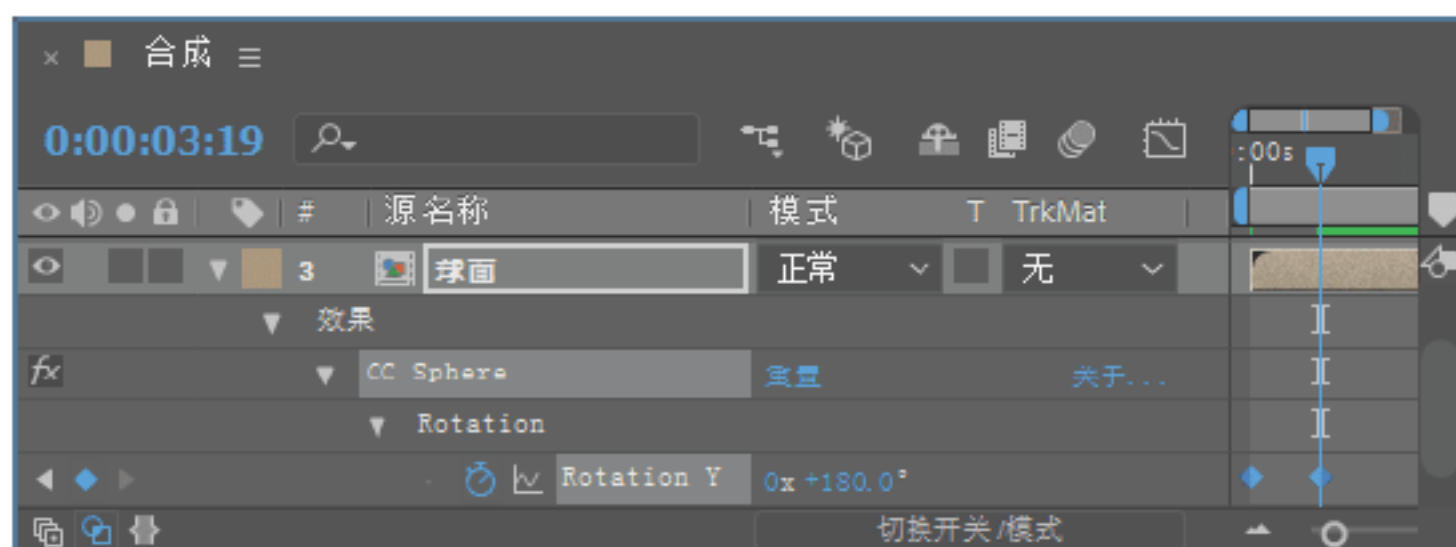 × 合成 ≡
0:00:03:19
:00s
# 源名称 模式 T TrkMat
3 球面 正常 无
效果
fx CC Sphere 重置 关于...
Rotation
Rotation Y 0x+180.0°
切换开关/模式